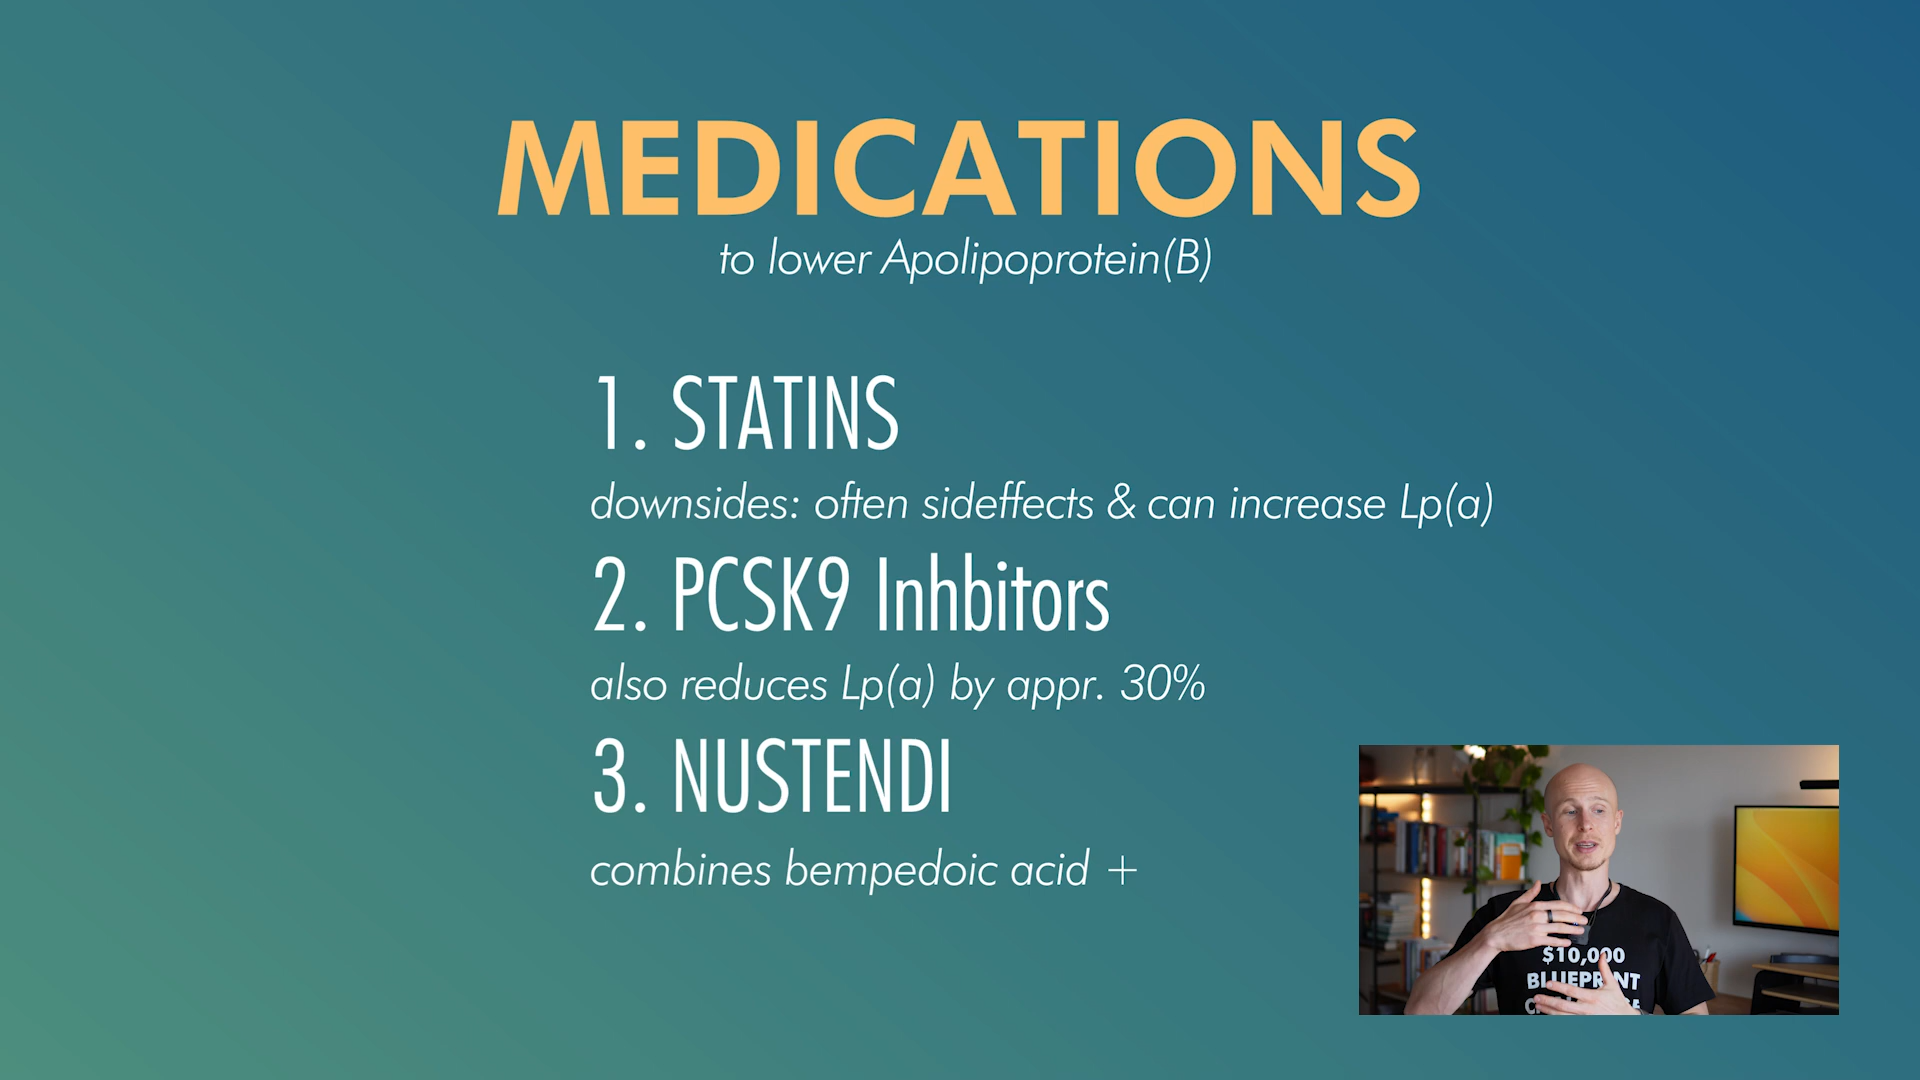 MEDICATIONS
to lower Apolipoprotein(B)
1. STATINS
downsides: often sideffects & can increase Lp(a)
2. PCSK9 Inhbitors
also reduces Lp(a) by appr. 30%
3. NUSTENDI
combines bempedoic acid +
$10,000